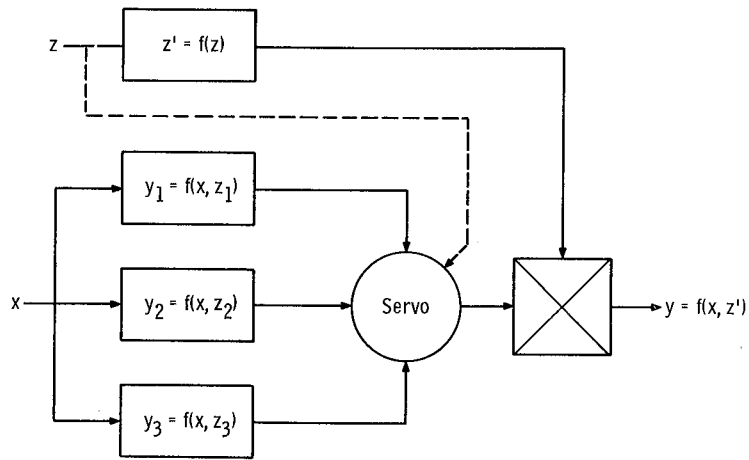 z
z' = f(z)
y₁ = f(x, z₁)
x
y₂ = f(x, z₂)
Servo
y = f(x, z')
y₃ = f(x, z₃)